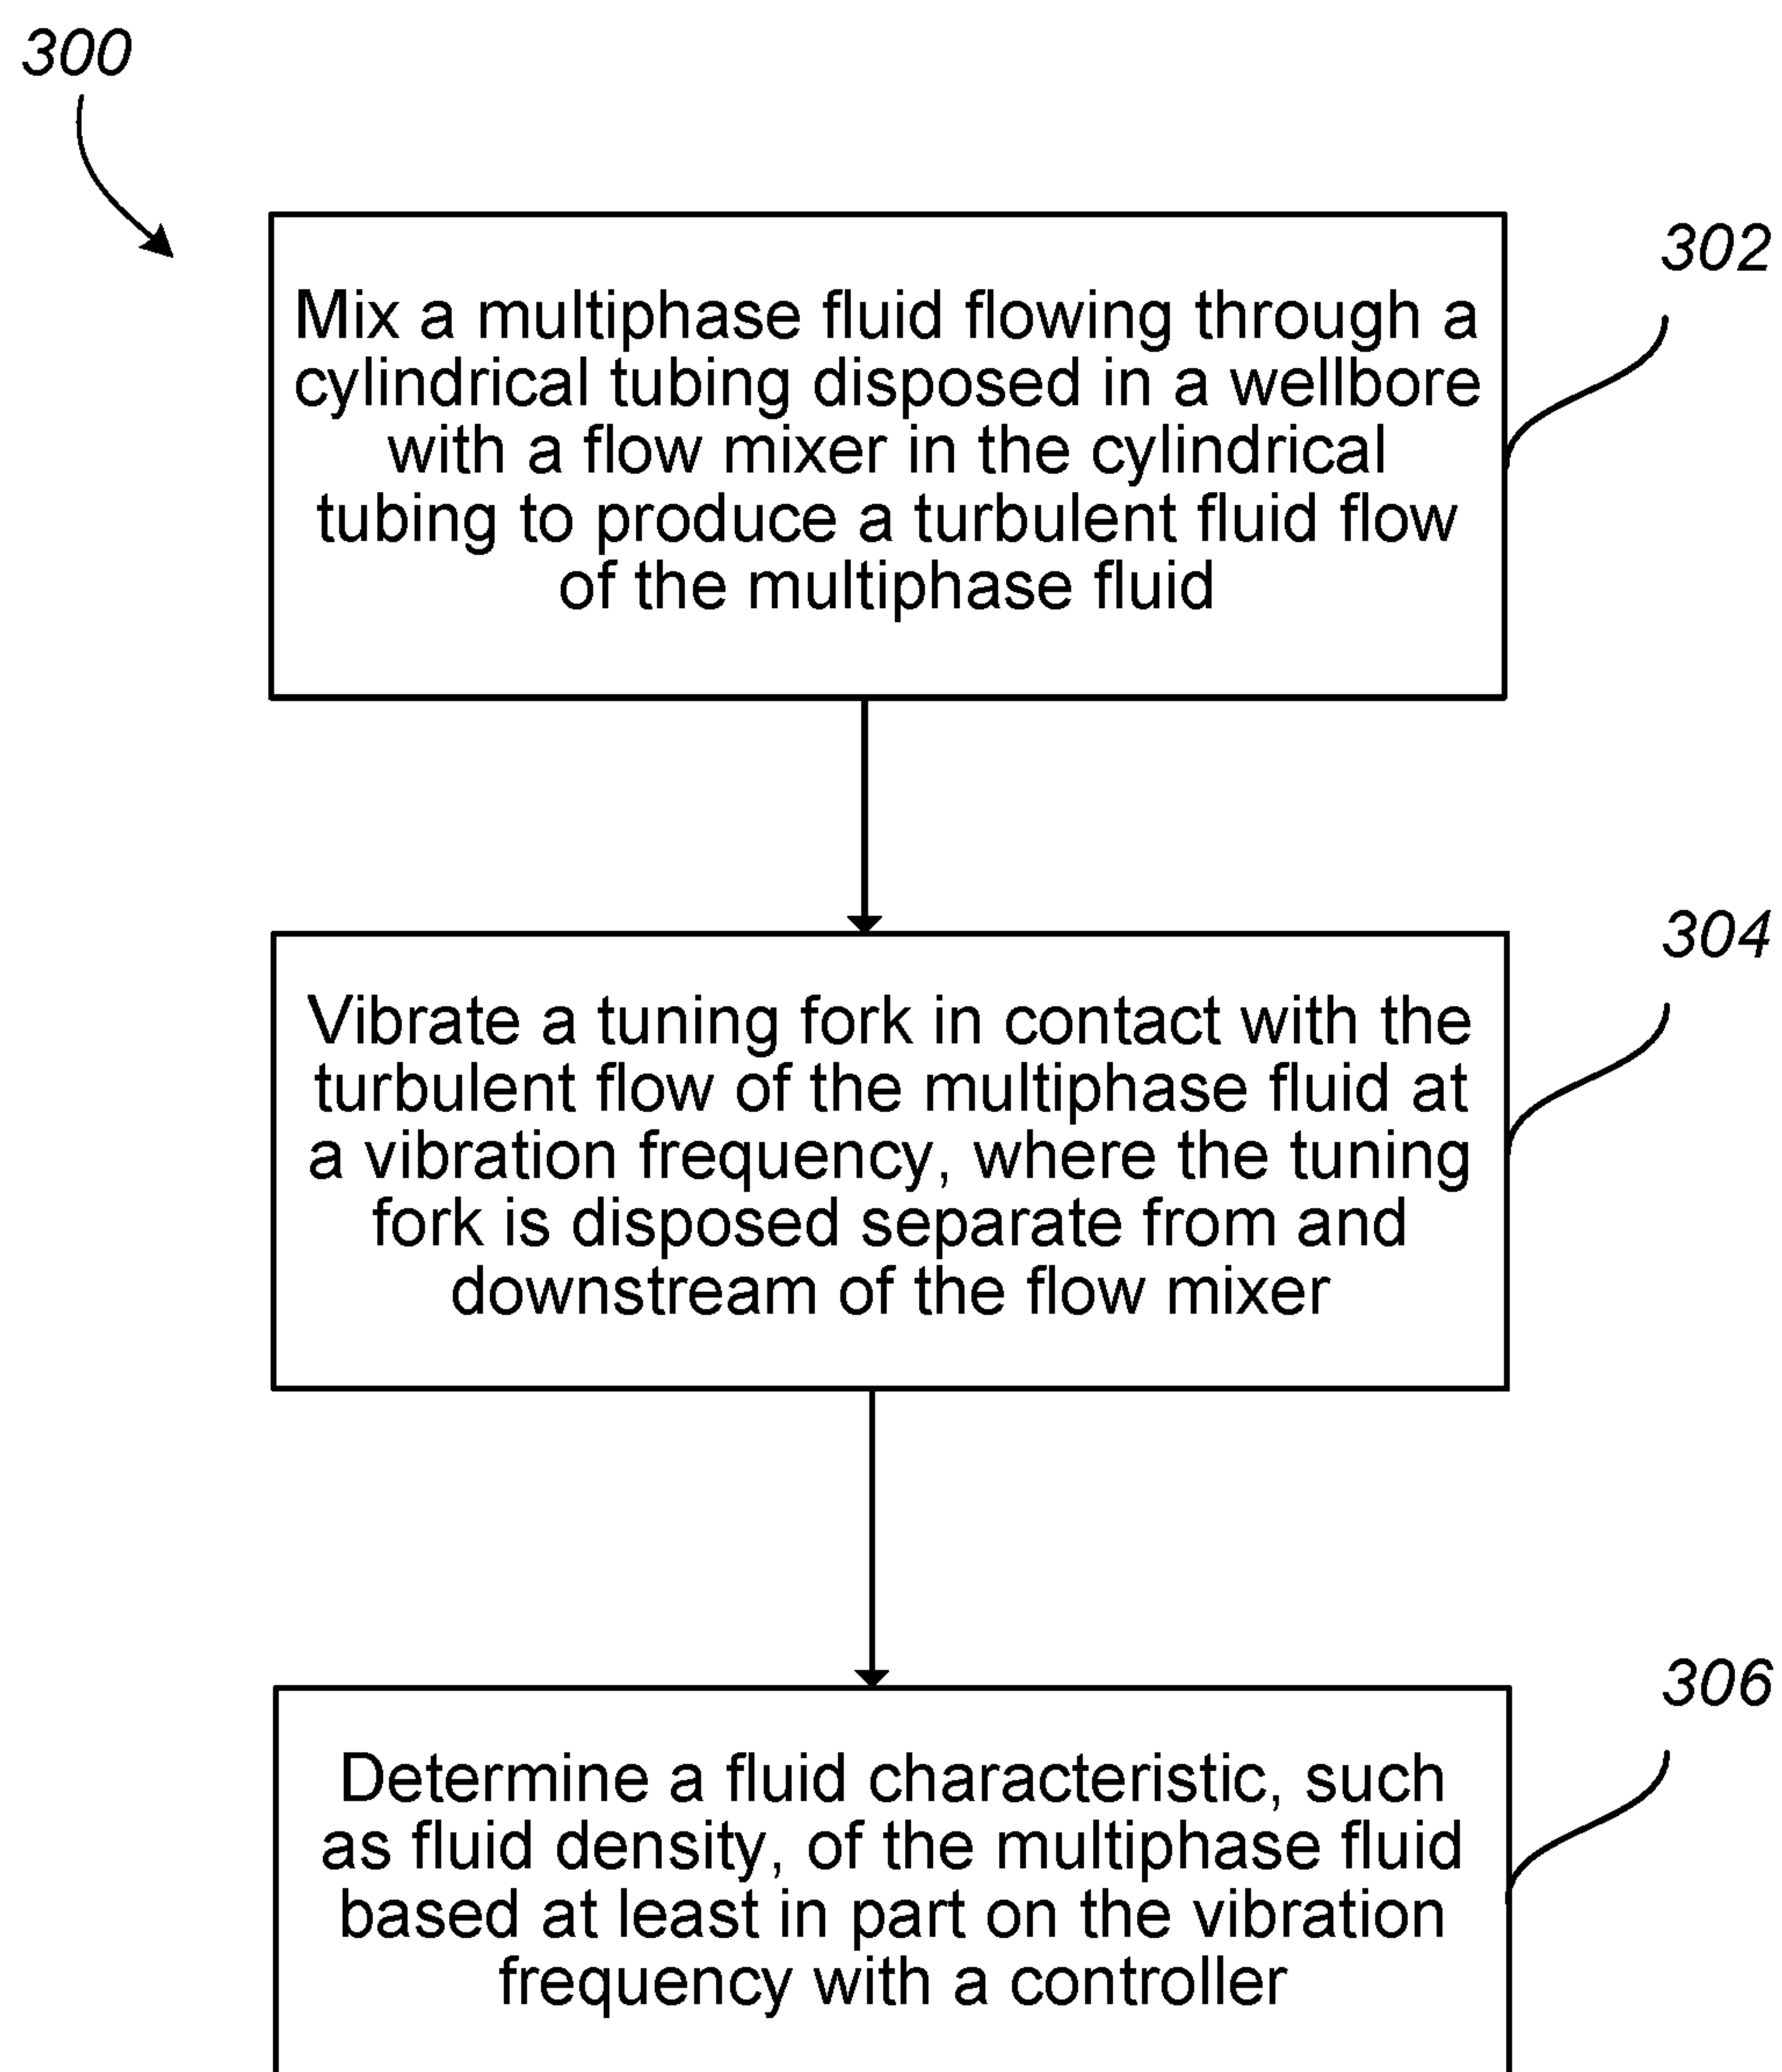 300
302
Mix a multiphase fluid flowing through a
cylindrical tubing disposed in a wellbore
with a flow mixer in the cylindrical
tubing to produce a turbulent fluid flow
of the multiphase fluid
304
Vibrate a tuning fork in contact with the
turbulent flow of the multiphase fluid at
a vibration frequency, where the tuning
fork is disposed separate from and
downstream of the flow mixer
306
Determine a fluid characteristic, such
as fluid density, of the multiphase fluid
based at least in part on the vibration
frequency with a controller